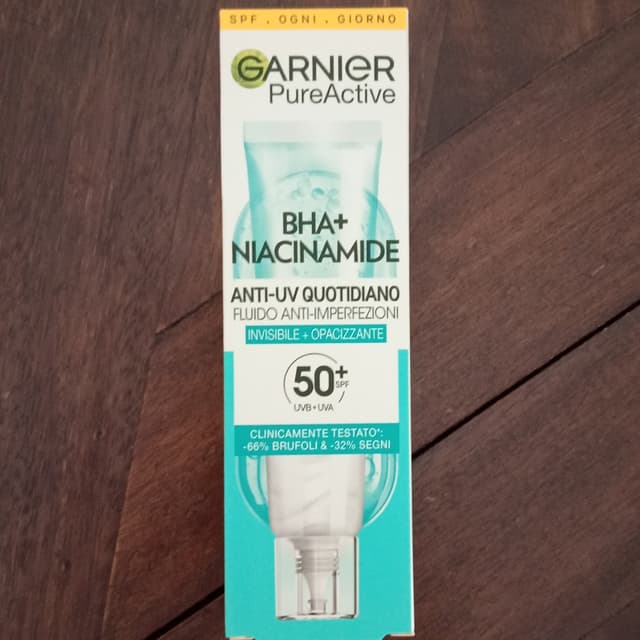 SPF . OGNI . GIORNO
GARNIER
PureActive
BHA+
NIACINAMIDE
ANTI-UV QUOTIDIANO
FLUIDO ANTI-IMPERFEZIONI
INVISIBILE + OPACIZZANTE
50+
SPF
UVB+UVA
CLINICAMENTE TESTATO*:
-66% BRUFOLI & -32% SEGNI